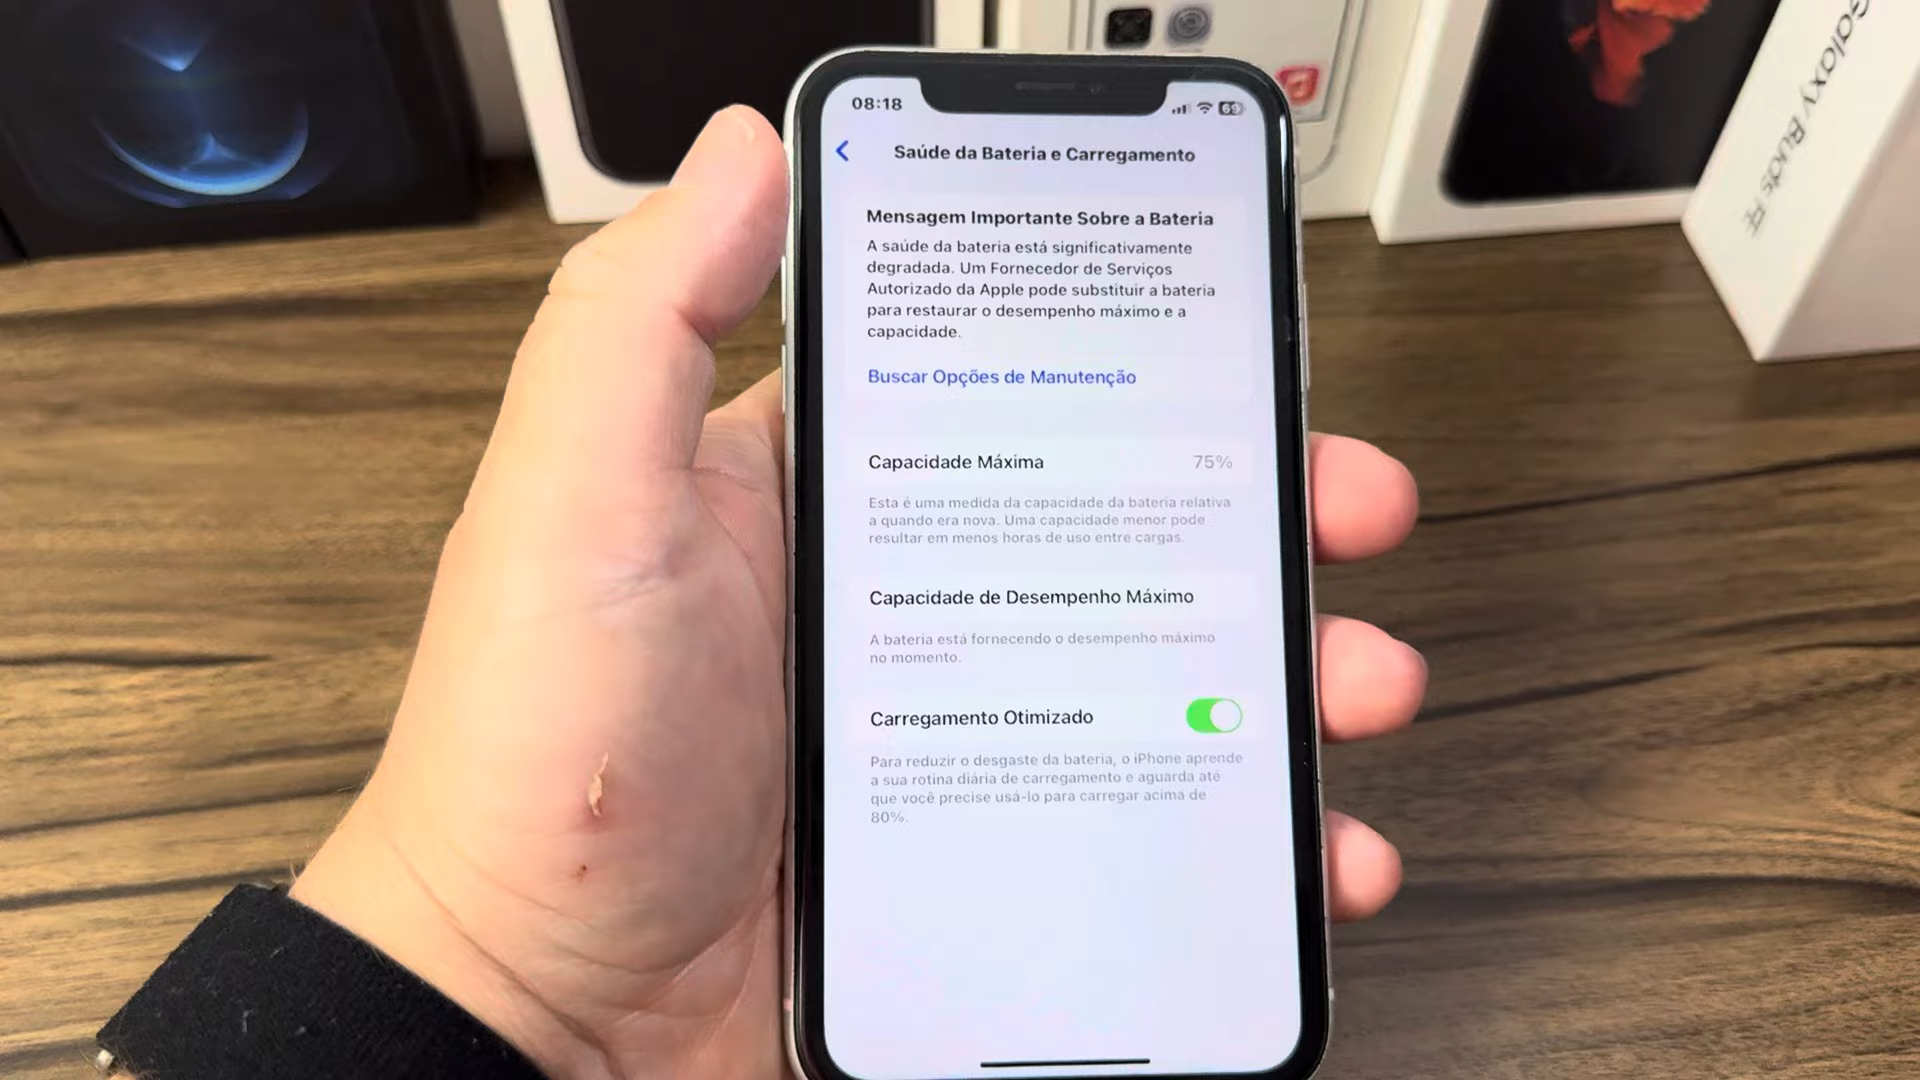 08:18
69
Saúde da Bateria e Carregamento
Mensagem Importante Sobre a Bateria
A saúde da bateria está significativamente
degradada. Um Fornecedor de Serviços
Autorizado da Apple pode substituir a bateria
para restaurar o desempenho máximo e a
capacidade.
Buscar Opções de Manutenção
Capacidade Máxima 75%
Esta é uma medida da capacidade da bateria relativa
a quando era nova. Uma capacidade menor pode
resultar em menos horas de uso entre cargas.
Capacidade de Desempenho Máximo
A bateria está fornecendo o desempenho máximo
no momento.
Carregamento Otimizado
Para reduzir o desgaste da bateria, o iPhone aprende
a sua rotina diária de carregamento e aguarda até
que você precise usá-lo para carregar acima de
80%.
Galaxy Buds FE